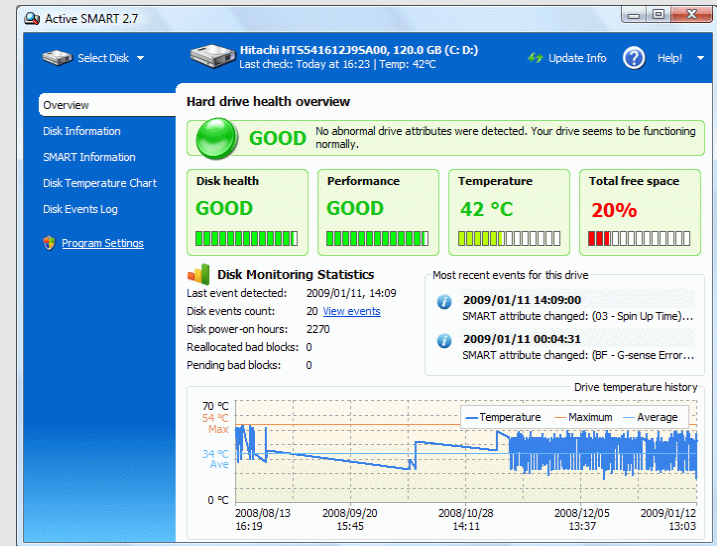 Active SMART 2.7
Select Disk
Hitachi HTS541612J9SA00, 120.0 GB (C: D:)
Last check: Today at 16:23 | Temp: 42°C
Update Info
Help!
Overview
Disk Information
SMART Information
Disk Temperature Chart
Disk Events Log
Program Settings
Hard drive health overview
GOOD
No abnormal drive attributes were detected. Your drive seems to be functioning
normally.
Disk health
GOOD
Performance
GOOD
Temperature
42 °C
Total free space
20%
Disk Monitoring Statistics
Last event detected: 2009/01/11, 14:09
Disk events count: 20 View events
Disk power-on hours: 2270
Reallocated bad blocks: 0
Pending bad blocks: 0
Most recent events for this drive
2009/01/11 14:09:00
SMART attribute changed: (03 - Spin Up Time)...
2009/01/11 00:04:31
SMART attribute changed: (BF - G-sense Error...
Drive temperature history
Temperature Maximum Average
70 °C
54 °C
Max
34 °C
Ave
0 °C
2008/08/13 2008/09/20 2008/10/28 2008/12/05 2009/01/12
16:19 15:45 14:11 13:37 13:03